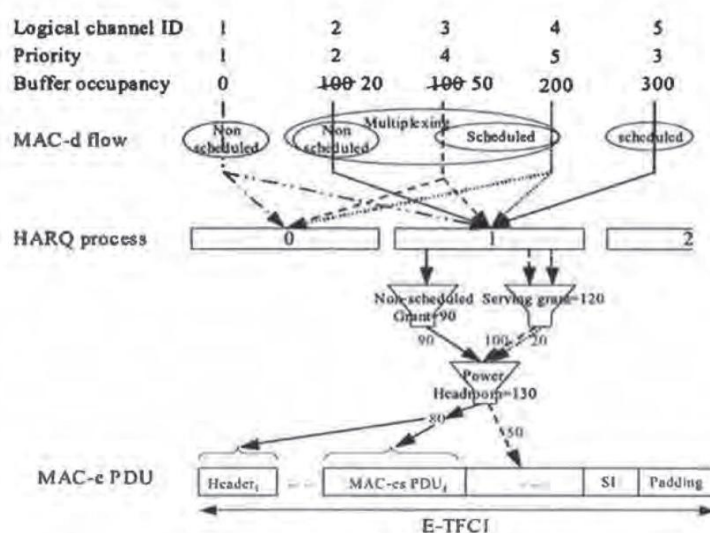 Logical channel ID 1 2 3 4 5
Priority 1 2 4 5 3
Buffer occupancy 0 100 20 100 50 200 300
MAC-d flow
Non scheduled
Multiplexing
Non scheduled
Scheduled
scheduled
HARQ process 0 1 2
Non-scheduled Grant=90
Serving grant=120
90 100 20
Power Headroom=130
80 50
MAC-e PDU
Header₁ MAC-es PDU₁ SI Padding
E-TFCI